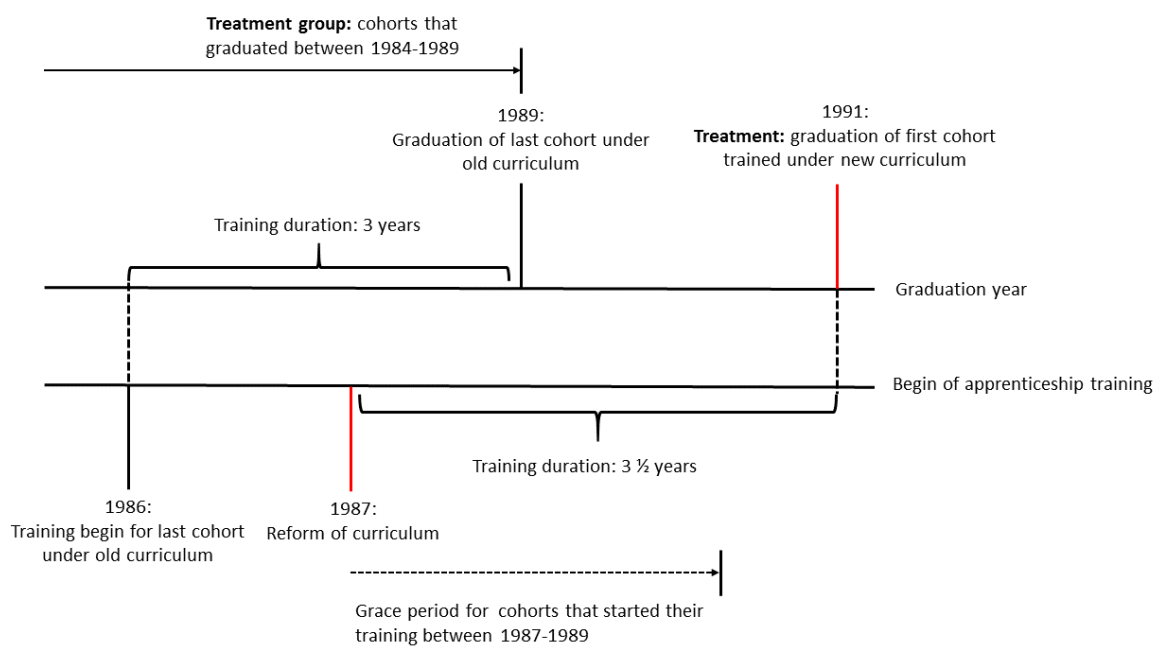 Treatment group: cohorts that
graduated between 1984-1989
1989:
Graduation of last cohort under
old curriculum
1991:
Treatment: graduation of first cohort
trained under new curriculum
Training duration: 3 years
Graduation year
Begin of apprenticeship training
Training duration: 3 ½ years
1986:
Training begin for last cohort
under old curriculum
1987:
Reform of curriculum
Grace period for cohorts that started their
training between 1987-1989